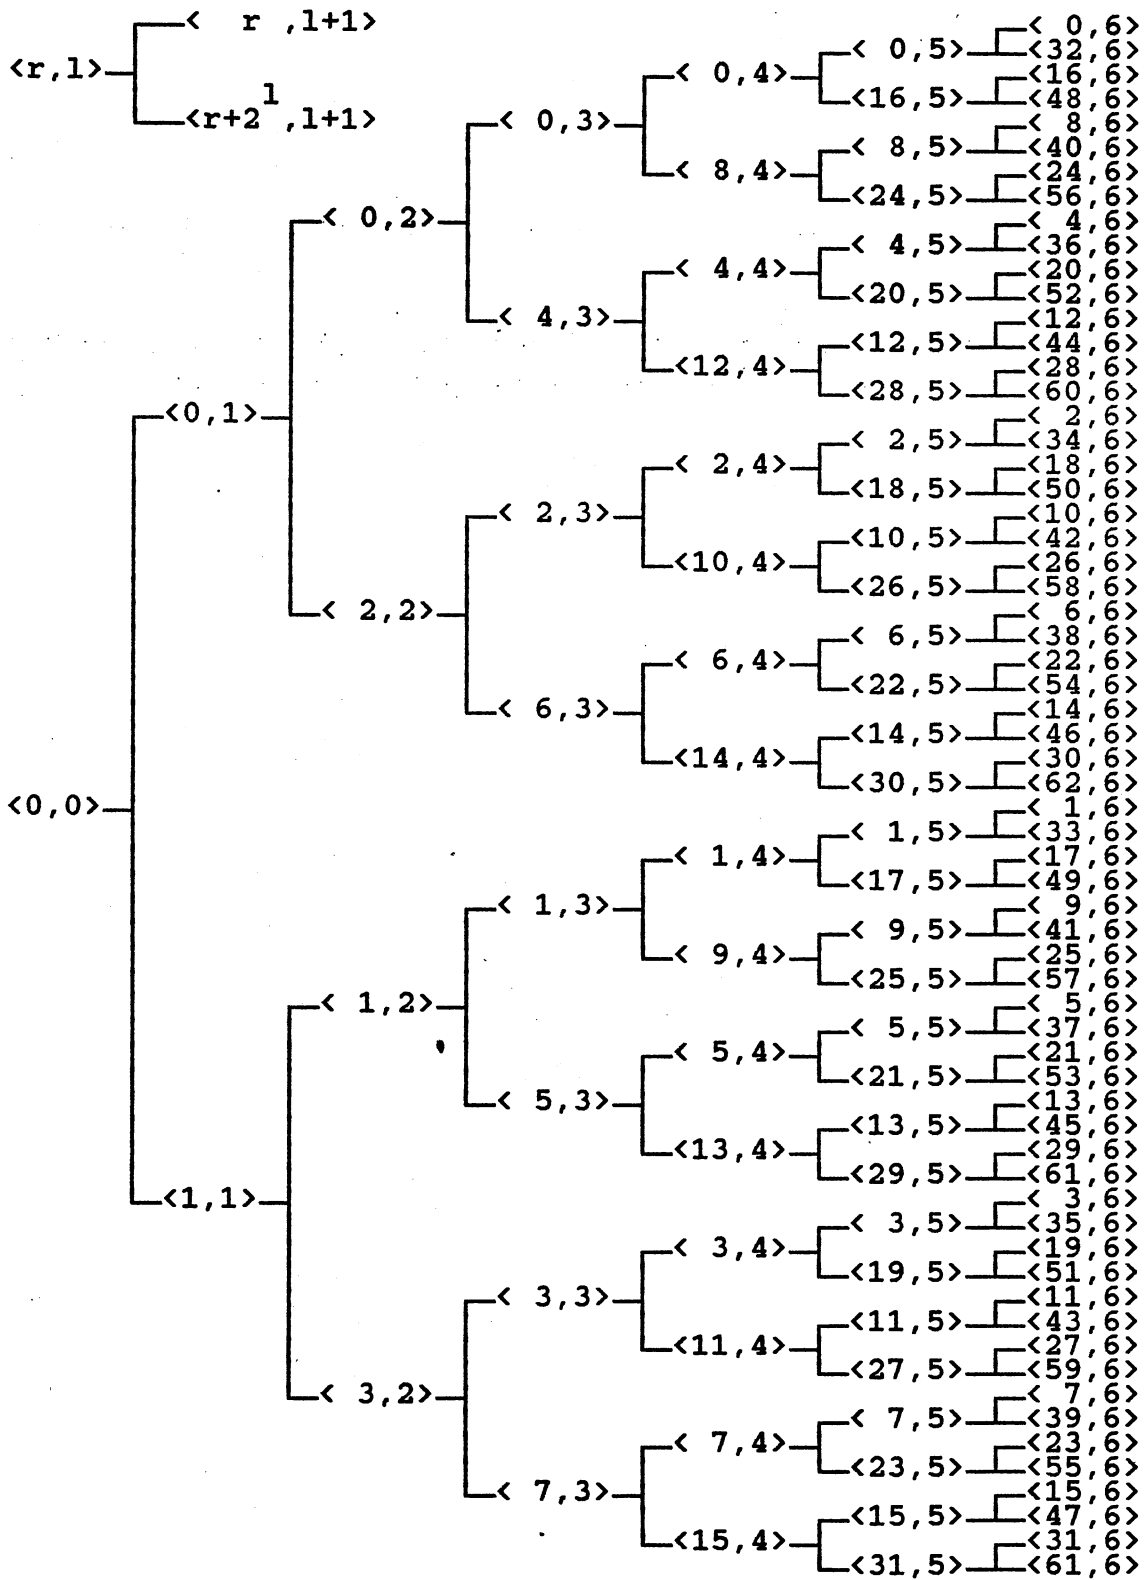 < r ,l+1> < 0,6>
< 0,5> <32,6>
<r,l> < 0,4> <16,6>
l <16,5> <48,6>
<r+2 ,l+1> < 0,3> < 8,6>
< 8,5> <40,6>
< 8,4> <24,6>
<24,5> <56,6>
< 0,2> < 4,6>
< 4,5> <36,6>
< 4,4> <20,6>
<20,5> <52,6>
< 4,3> <12,6>
<12,5> <44,6>
<12,4> <28,6>
<28,5> <60,6>
<0,1> < 2,6>
< 2,5> <34,6>
< 2,4> <18,6>
<18,5> <50,6>
< 2,3> <10,6>
<10,5> <42,6>
<10,4> <26,6>
<26,5> <58,6>
< 2,2> < 6,6>
< 6,5> <38,6>
< 6,4> <22,6>
<22,5> <54,6>
< 6,3> <14,6>
<14,5> <46,6>
<14,4> <30,6>
<30,5> <62,6>
<0,0> < 1,6>
< 1,5> <33,6>
< 1,4> <17,6>
<17,5> <49,6>
< 1,3> < 9,6>
< 9,5> <41,6>
< 9,4> <25,6>
<25,5> <57,6>
< 1,2> < 5,6>
< 5,5> <37,6>
< 5,4> <21,6>
<21,5> <53,6>
< 5,3> <13,6>
<13,5> <45,6>
<13,4> <29,6>
<29,5> <61,6>
<1,1> < 3,6>
< 3,5> <35,6>
< 3,4> <19,6>
<19,5> <51,6>
< 3,3> <11,6>
<11,5> <43,6>
<11,4> <27,6>
<27,5> <59,6>
< 3,2> < 7,6>
< 7,5> <39,6>
< 7,4> <23,6>
<23,5> <55,6>
< 7,3> <15,6>
<15,5> <47,6>
<15,4> <31,6>
<31,5> <61,6>